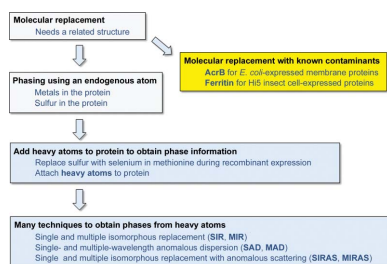 Molecular replacement
Needs a related structure
Molecular replacement with known contaminants
AcrB for E. coli-expressed membrane proteins
Ferritin for Hi5 insect cell-expressed proteins
Phasing using an endogenous atom
Metals in the protein
Sulfur in the protein
Add heavy atoms to protein to obtain phase information
Replace sulfur with selenium in methionine during recombinant expression
Attach heavy atoms to protein
Many techniques to obtain phases from heavy atoms
Single and multiple isomorphous replacement (SIR, MIR)
Single- and multiple-wavelength anomalous dispersion (SAD, MAD)
Single and multiple isomorphous replacement with anomalous scattering (SIRAS, MIRAS)